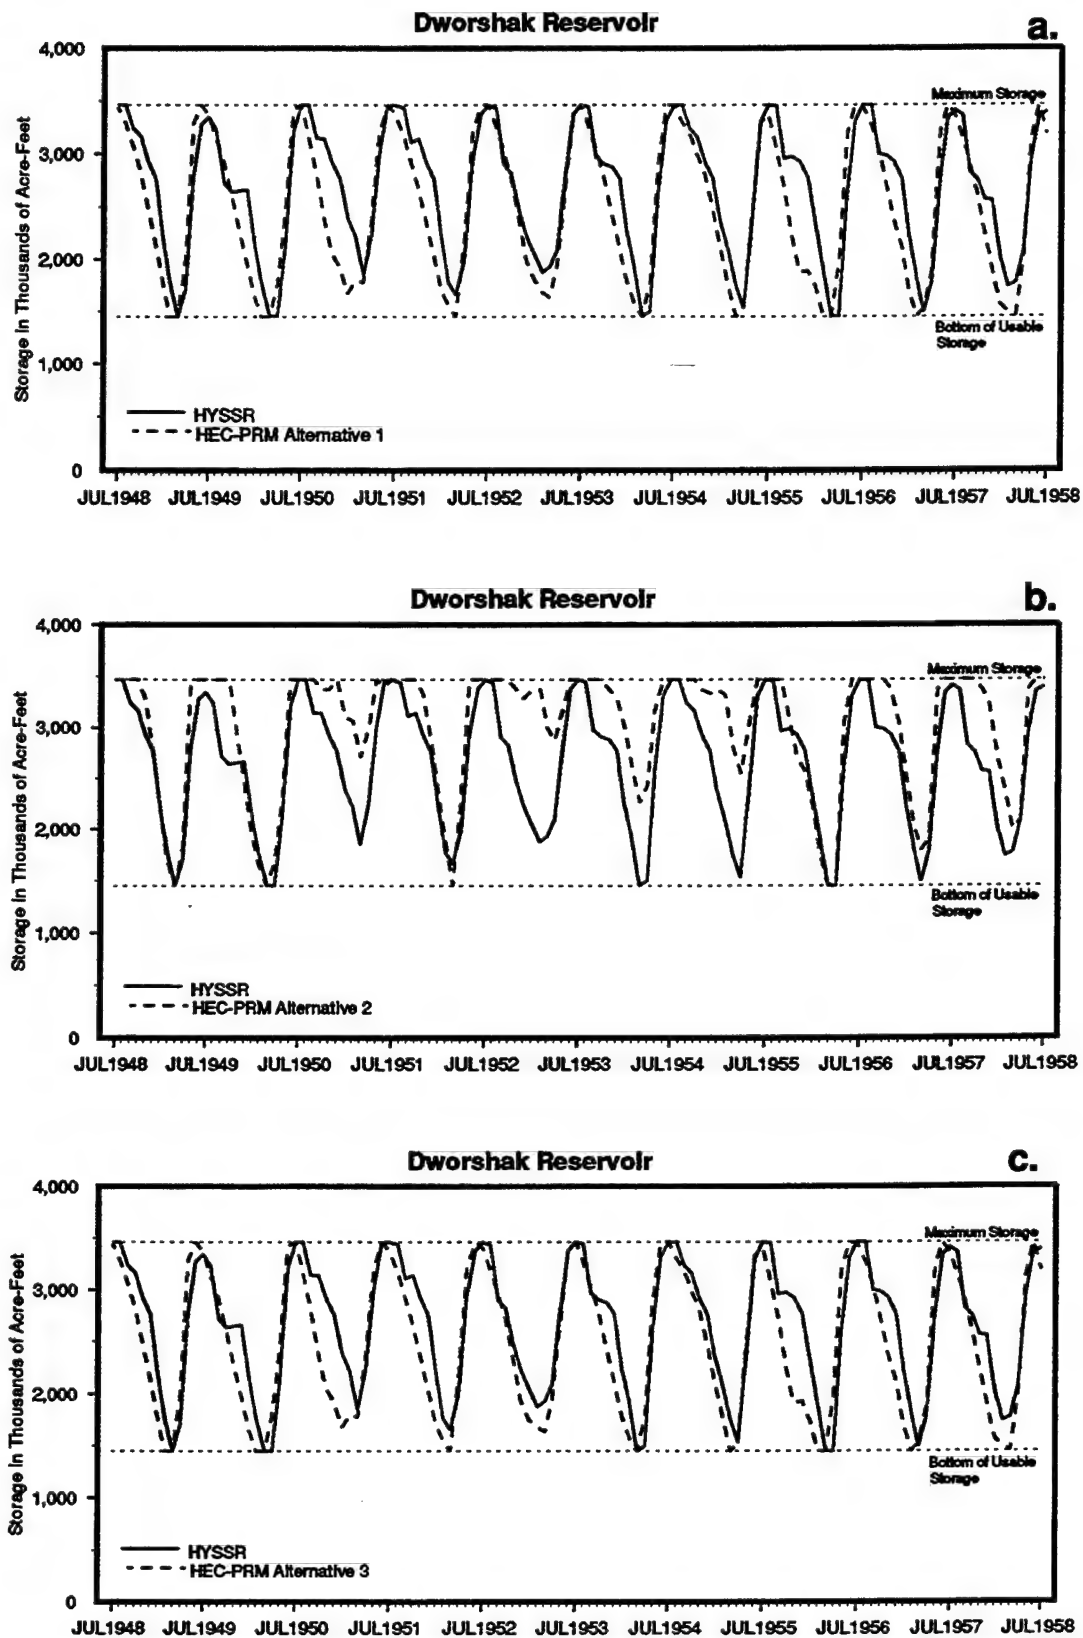 Dworshak Reservoir
a.
4,000
Maximum Storage
3,000
2,000
Bottom of Usable
Storage
1,000
HYSSR
HEC-PRM Alternative 1
0
Storage in Thousands of Acre-Feet
JUL1948 JUL1949 JUL1950 JUL1951 JUL1952 JUL1953 JUL1954 JUL1955 JUL1956 JUL1957 JUL1958
Dworshak Reservoir
b.
4,000
Maximum Storage
3,000
2,000
Bottom of Usable
Storage
1,000
HYSSR
HEC-PRM Alternative 2
0
Storage in Thousands of Acre-Feet
JUL1948 JUL1949 JUL1950 JUL1951 JUL1952 JUL1953 JUL1954 JUL1955 JUL1956 JUL1957 JUL1958
Dworshak Reservoir
c.
4,000
Maximum Storage
3,000
2,000
Bottom of Usable
Storage
1,000
HYSSR
HEC-PRM Alternative 3
0
Storage in Thousands of Acre-Feet
JUL1948 JUL1949 JUL1950 JUL1951 JUL1952 JUL1953 JUL1954 JUL1955 JUL1956 JUL1957 JUL1958